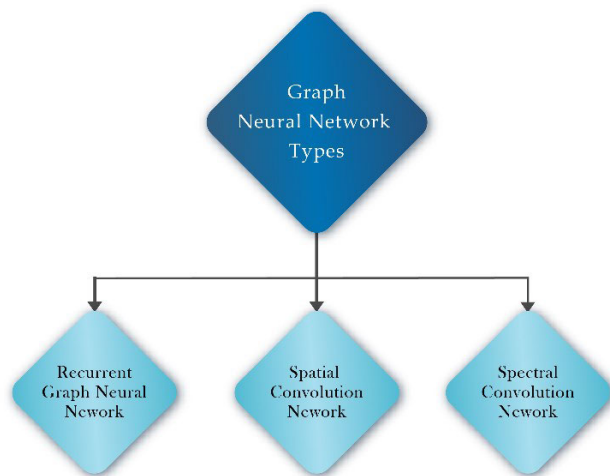 Graph
Neural Network
Types
Recurrent
Graph Neural
Nework
Spatial
Convolution
Nework
Spectral
Convolution
Nework